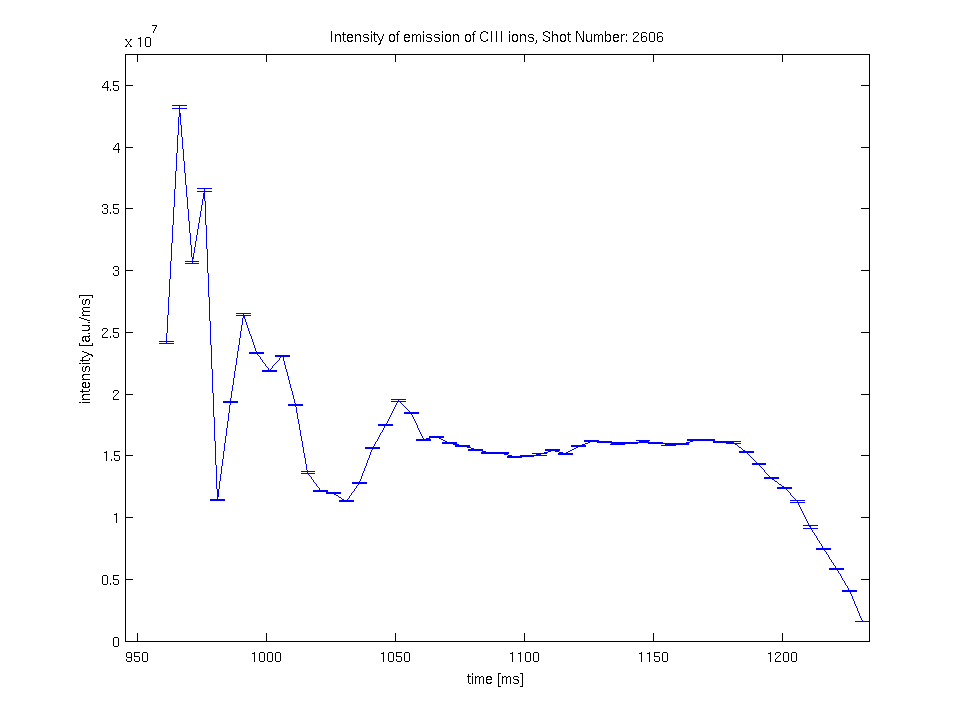 x 10^7
Intensity of emission of CIII ions, Shot Number: 2606
4.5
4
3.5
3
2.5
2
1.5
1
0.5
0
intensity [a.u./ms]
950 1000 1050 1100 1150 1200
time [ms]